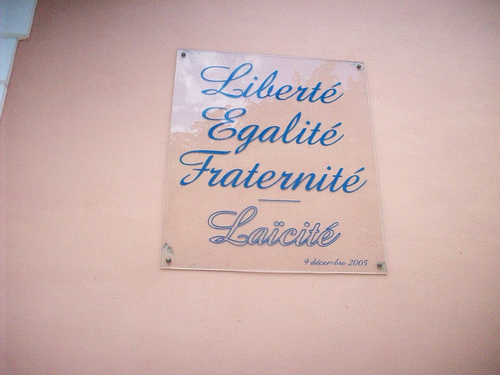 Liberté
Egalité
Fraternité
Laïcité
9 décembre 2005